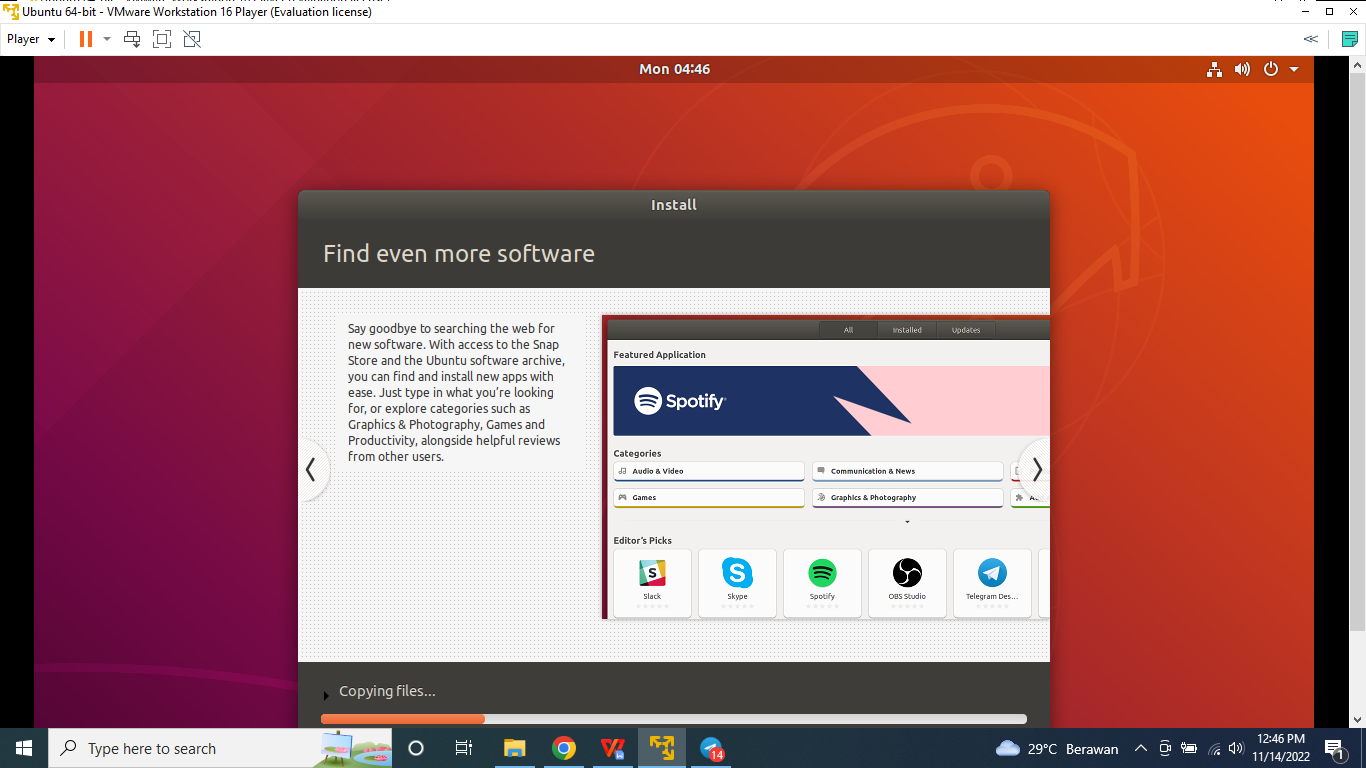 Ubuntu 64-bit - VMware Workstation 16 Player (Evaluation license)
Player
Mon 04:46
Install
Find even more software
Say goodbye to searching the web for
new software. With access to the Snap
Store and the Ubuntu software archive,
you can find and install new apps with
ease. Just type in what you're looking
for, or explore categories such as
Graphics & Photography, Games and
Productivity, alongside helpful reviews
from other users.
All Installed Updates
Featured Application
Spotify
Categories
Audio & Video Communication & News
Games Graphics & Photography
Editor's Picks
Slack Skype Spotify OBS Studio Telegram Des...
Copying files...
Type here to search
14
29°C Berawan
12:46 PM
11/14/2022
1